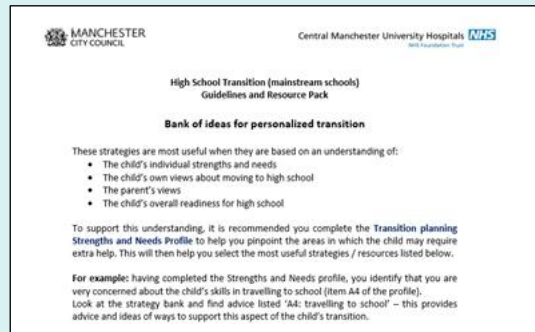 MANCHESTER
CITY COUNCIL
Central Manchester University Hospitals NHS
NHS Foundation Trust
High School Transition (mainstream schools)
Guidelines and Resource Pack
Bank of ideas for personalized transition
These strategies are most useful when they are based on an understanding of:
• The child's individual strengths and needs
• The child's own views about moving to high school
• The parent's views
• The child's overall readiness for high school
To support this understanding, it is recommended you complete the Transition planning
Strengths and Needs Profile to help you pinpoint the areas in which the child may require
extra help. This will then help you select the most useful strategies / resources listed below.
For example: having completed the Strengths and Needs profile, you identify that you are
very concerned about the child's skills in travelling to school (item A4 of the profile).
Look at the strategy bank and find advice listed 'A4: travelling to school' – this provides
advice and ideas of ways to support this aspect of the child's transition.